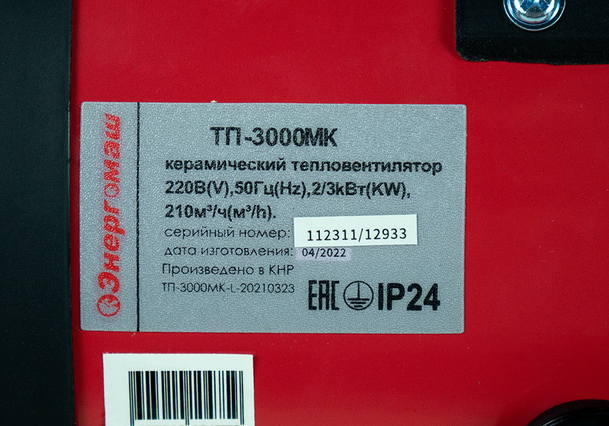 Энергомаш
ТП-3000МК
керамический тепловентилятор
220В(V),50Гц(Hz),2/3кВт(KW),
210м³/ч(м³/h).
серийный номер: 112311/12933
дата изготовления: 04/2022
Произведено в КНР
ТП-3000МК-L-20210323
EAC IP24